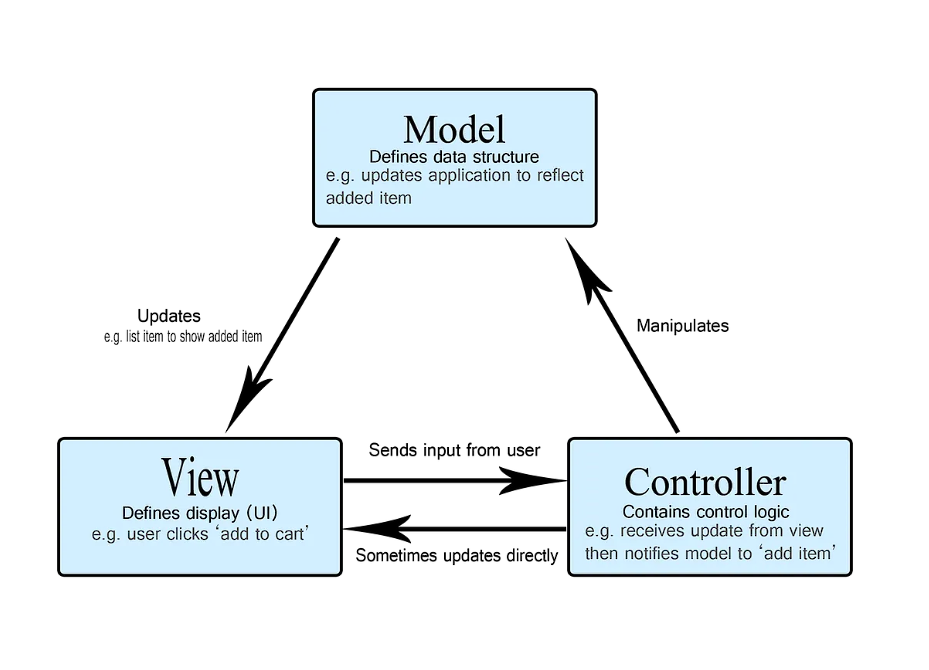 Model
Defines data structure
e.g. updates application to reflect
added item
Updates
e.g. list item to show added item
Manipulates
Sends input from user
View
Defines display (UI)
e.g. user clicks ‘add to cart’
Controller
Contains control logic
e.g. receives update from view
then notifies model to ‘add item’
Sometimes updates directly